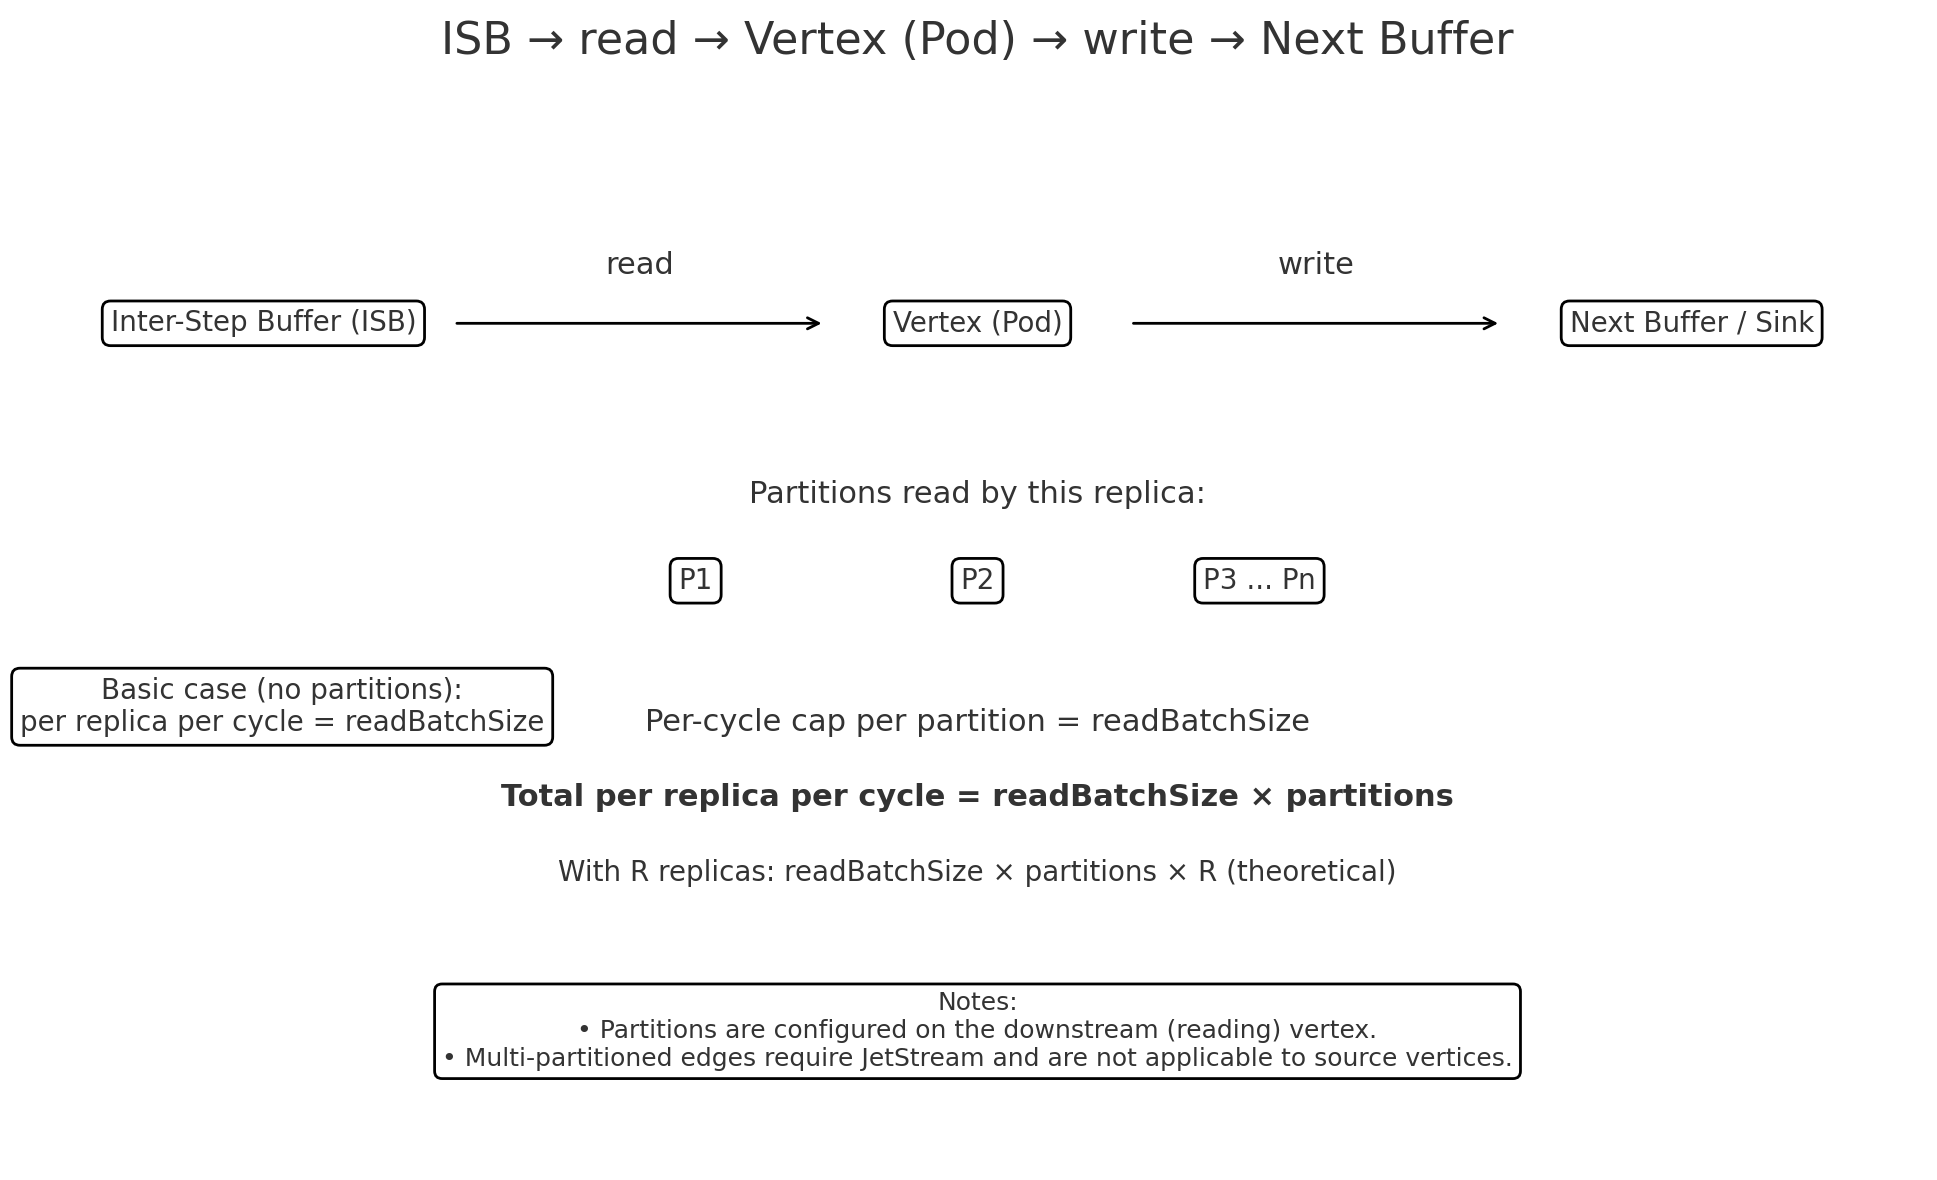 ISB → read → Vertex (Pod) → write → Next Buffer
read
write
Inter-Step Buffer (ISB)
Vertex (Pod)
Next Buffer / Sink
Partitions read by this replica:
P1
P2
P3 ... Pn
Basic case (no partitions):
per replica per cycle = readBatchSize
Per-cycle cap per partition = readBatchSize
Total per replica per cycle = readBatchSize × partitions
With R replicas: readBatchSize × partitions × R (theoretical)
Notes:
• Partitions are configured on the downstream (reading) vertex.
• Multi-partitioned edges require JetStream and are not applicable to source vertices.